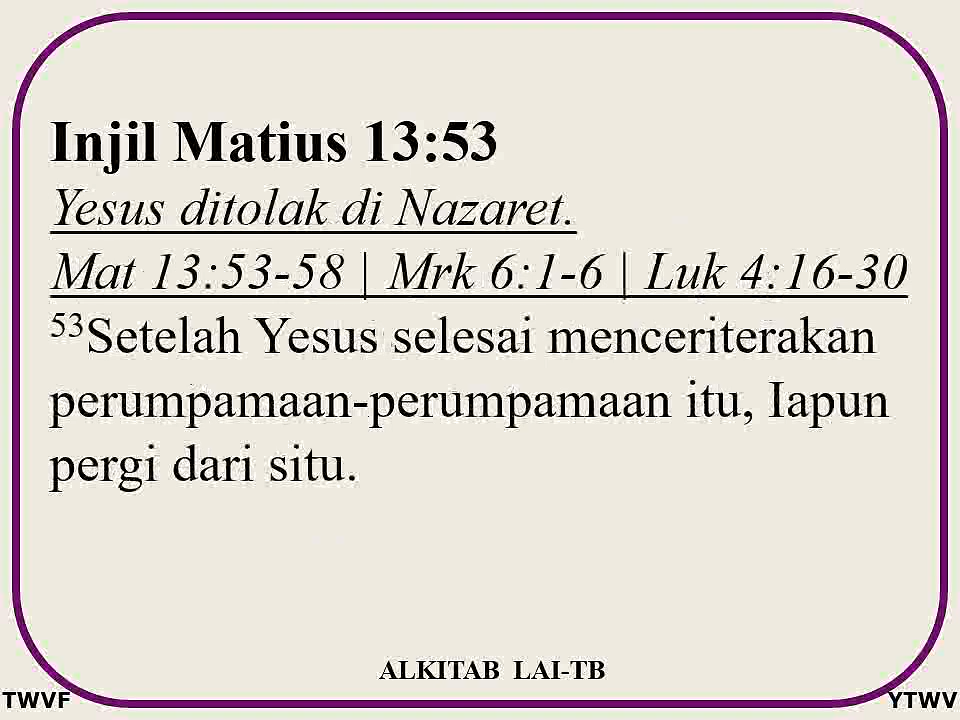 Injil Matius 13:53
Yesus ditolak di Nazaret.
Mat 13:53-58 | Mrk 6:1-6 | Luk 4:16-30
53Setelah Yesus selesai menceriterakan
perumpamaan-perumpamaan itu, Iapun
pergi dari situ.
ALKITAB LAI-TB
TWVF
YTWV